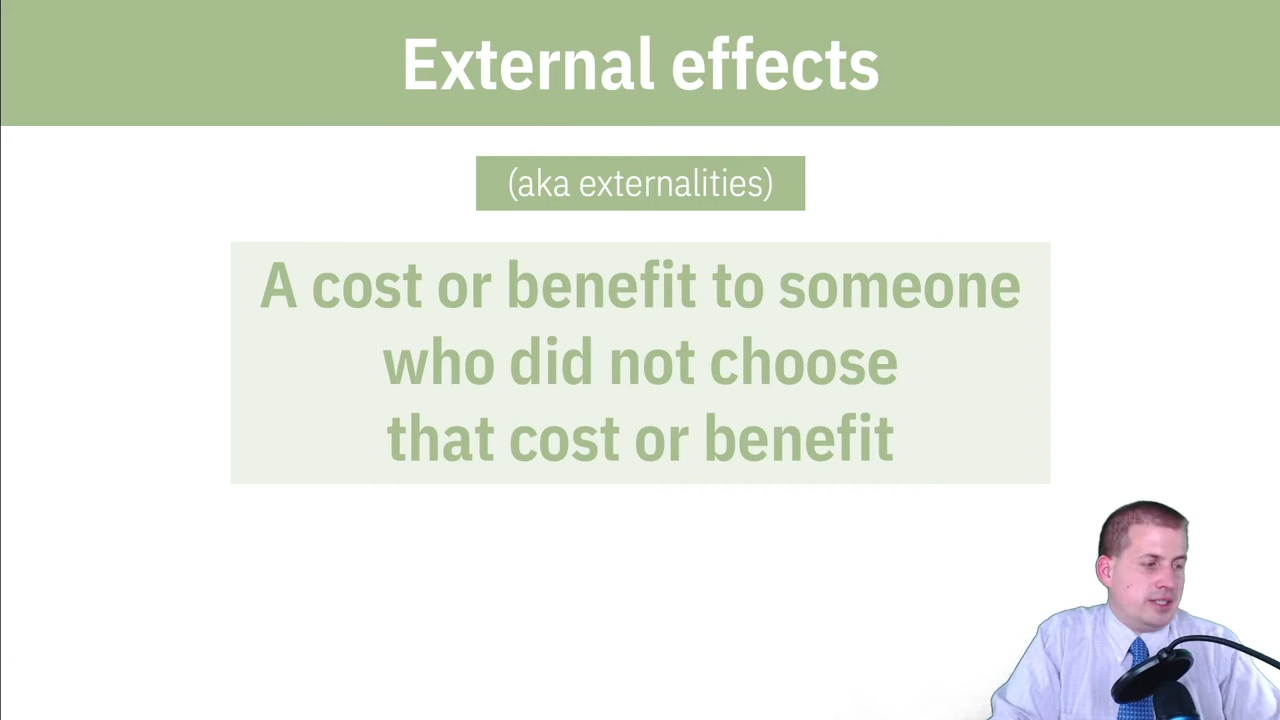 External effects
(aka externalities)
A cost or benefit to someone
who did not choose
that cost or benefit